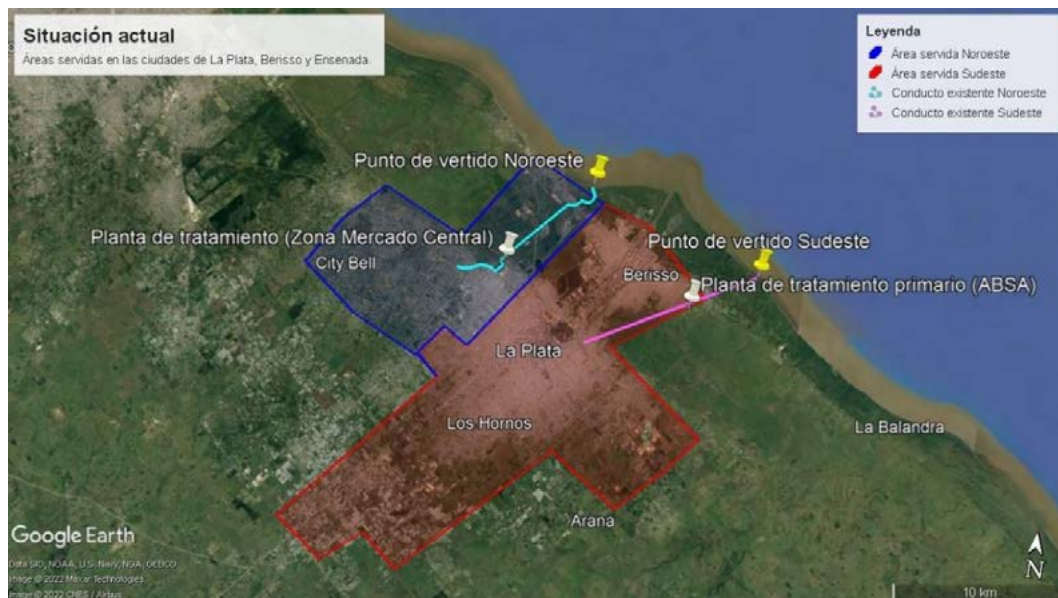 Situación actual
Áreas servidas en las ciudades de La Plata, Berisso y Ensenada.
Leyenda
Área servida Noroeste
Área servida Sudeste
Conducto existente Noroeste
Conducto existente Sudeste
Punto de vertido Noroeste
Planta de tratamiento (Zona Mercado Central)
City Bell
Punto de vertido Sudeste
Berisso
Planta de tratamiento primario (ABSA)
La Plata
Los Hornos
La Balandra
Arana
Google Earth
Data SIO, NOAA, U.S. Navy, NGA, GEBCO
Image © 2022 Maxar Technologies
Image © 2022 CNES / Airbus
N
10 km